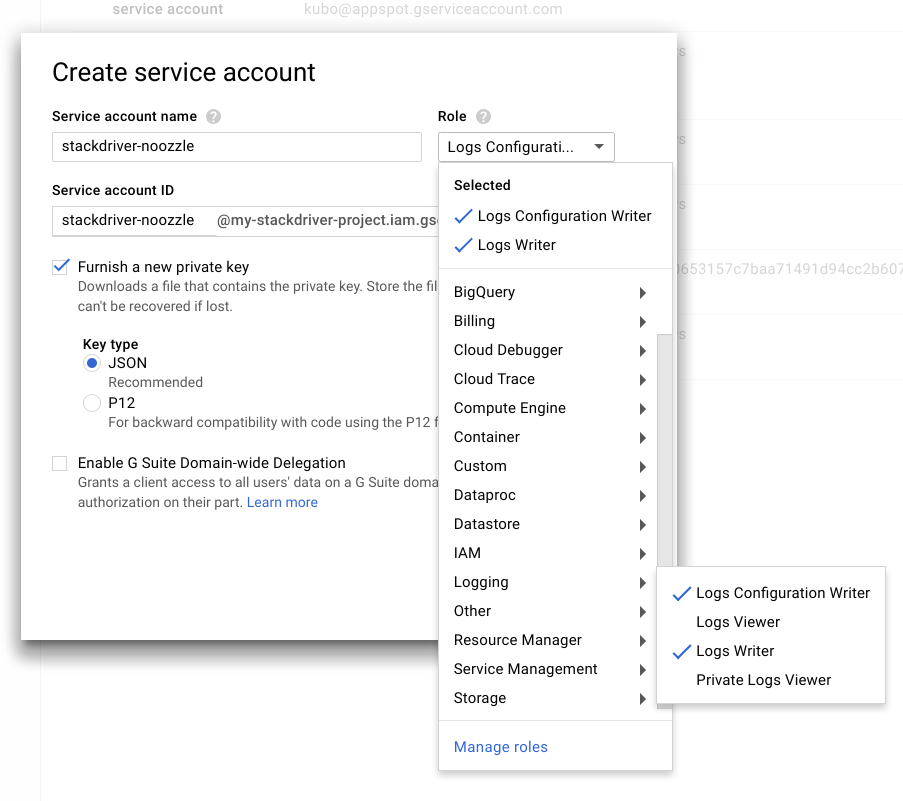 service account kubo@appspot.gserviceaccount.com
Create service account
Service account name ?
Role ?
stackdriver-noozzle
Logs Configurati...
Service account ID
stackdriver-noozzle @my-stackdriver-project.iam.gs
Furnish a new private key
Downloads a file that contains the private key. Store the fil
can't be recovered if lost.
Key type
JSON
Recommended
P12
For backward compatibility with code using the P12 f
Enable G Suite Domain-wide Delegation
Grants a client access to all users' data on a G Suite doma
authorization on their part. Learn more
Selected
Logs Configuration Writer
Logs Writer
BigQuery
Billing
Cloud Debugger
Cloud Trace
Compute Engine
Container
Custom
Dataproc
Datastore
IAM
Logging
Other
Resource Manager
Service Management
Storage
Manage roles
Logs Configuration Writer
Logs Viewer
Logs Writer
Private Logs Viewer
653157c7baa71491d94cc2b607